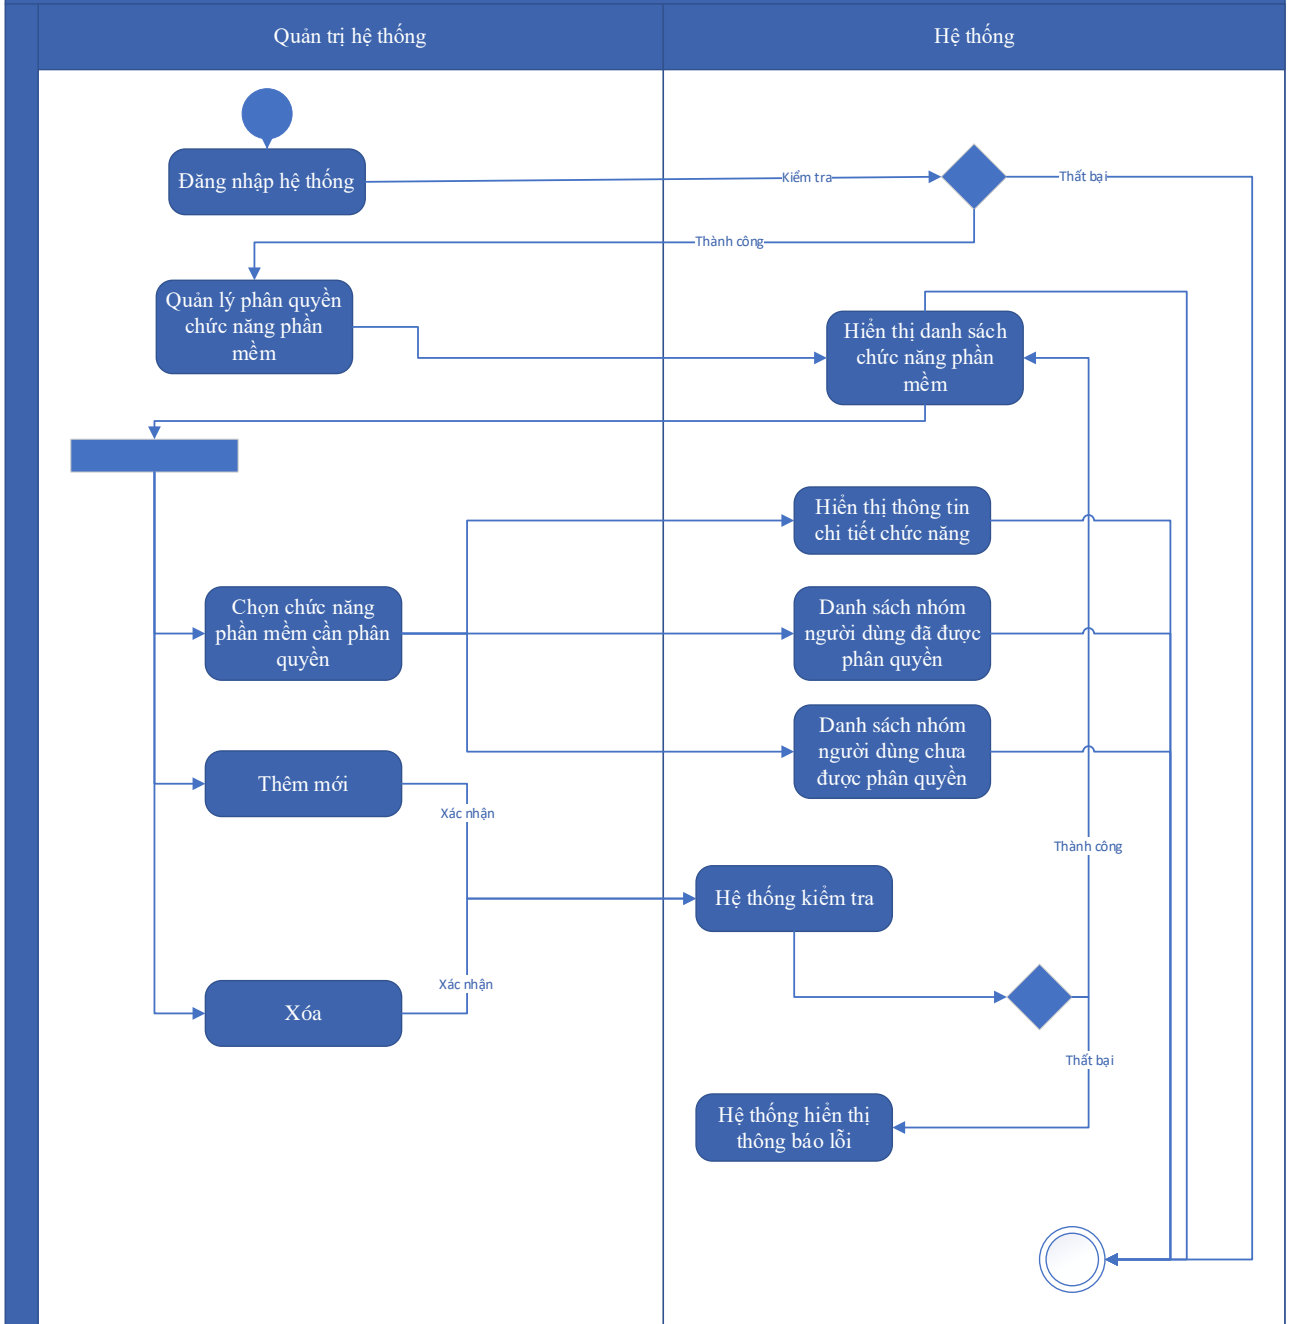 Quản trị hệ thống
Hệ thống
Đăng nhập hệ thống
Kiểm tra
Thất bại
Thành công
Quản lý phân quyền
chức năng phần
mềm
Hiển thị danh sách
chức năng phần
mềm
Hiển thị thông tin
chi tiết chức năng
Chọn chức năng
phần mềm cần phân
quyền
Danh sách nhóm
người dùng đã được
phân quyền
Danh sách nhóm
người dùng chưa
được phân quyền
Thêm mới
Xác nhận
Thành công
Hệ thống kiểm tra
Xác nhận
Xóa
Thất bại
Hệ thống hiển thị
thông báo lỗi